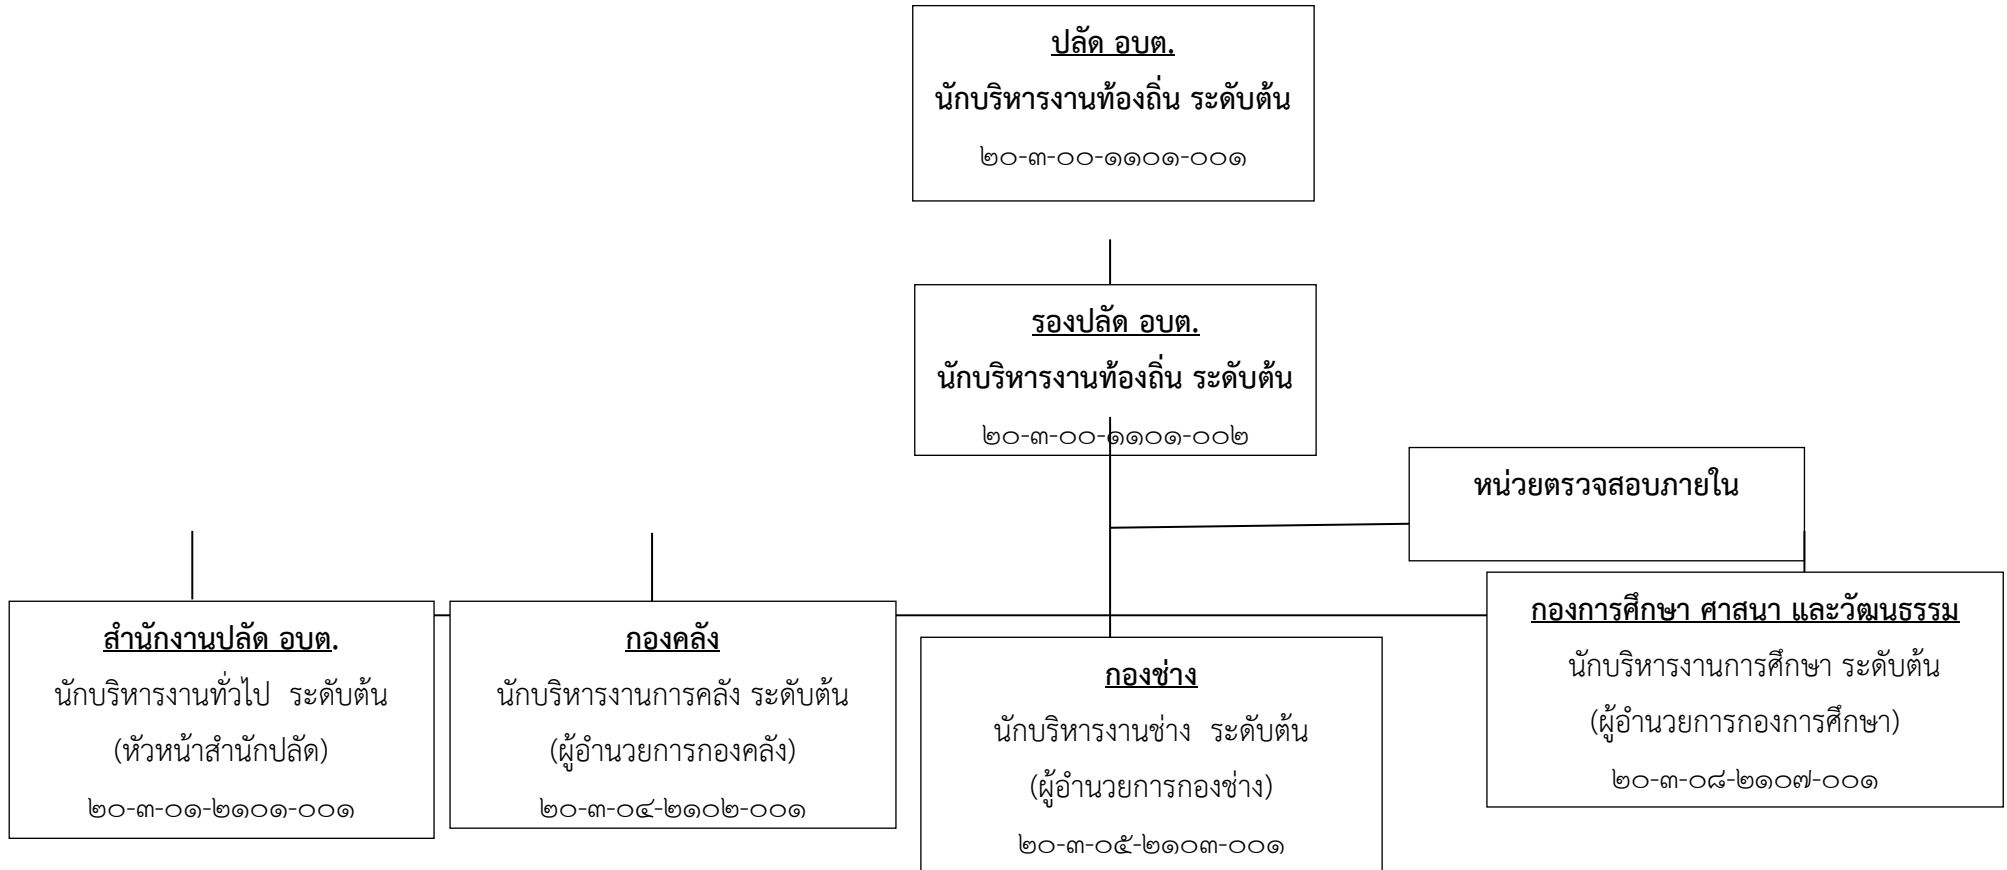 ปลัด อบต.
นักบริหารงานท้องถิ่น ระดับต้น
๒๐-๓-๐๐-๑๑๐๑-๐๐๑
รองปลัด อบต.
นักบริหารงานท้องถิ่น ระดับต้น
๒๐-๓-๐๐-๑๑๐๑-๐๐๒
หน่วยตรวจสอบภายใน
สำนักงานปลัด อบต.
นักบริหารงานทั่วไป ระดับต้น
(หัวหน้าสำนักปลัด)
๒๐-๓-๐๑-๒๑๐๑-๐๐๑
กองคลัง
นักบริหารงานการคลัง ระดับต้น
(ผู้อำนวยการกองคลัง)
๒๐-๓-๐๔-๒๑๐๒-๐๐๑
กองช่าง
นักบริหารงานช่าง ระดับต้น
(ผู้อำนวยการกองช่าง)
๒๐-๓-๐๕-๒๑๐๓-๐๐๑
กองการศึกษา ศาสนา และวัฒนธรรม
นักบริหารงานการศึกษา ระดับต้น
(ผู้อำนวยการกองการศึกษา)
๒๐-๓-๐๘-๒๑๐๗-๐๐๑